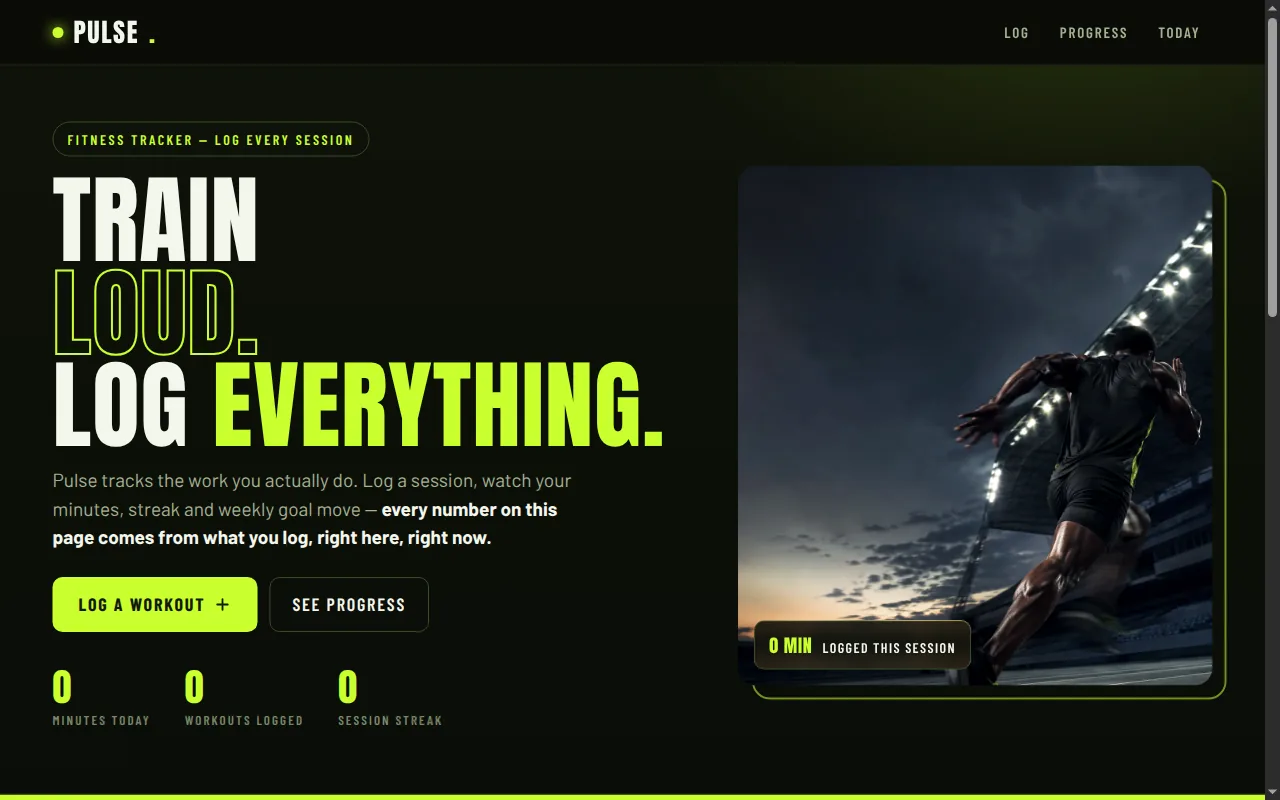 PULSE .
LOG PROGRESS TODAY
FITNESS TRACKER — LOG EVERY SESSION
TRAIN
LOUD.
LOG EVERYTHING.
Pulse tracks the work you actually do. Log a session, watch your
minutes, streak and weekly goal move — every number on this
page comes from what you log, right here, right now.
LOG A WORKOUT +
SEE PROGRESS
0 MIN LOGGED THIS SESSION
0
MINUTES TODAY
0
WORKOUTS LOGGED
0
SESSION STREAK